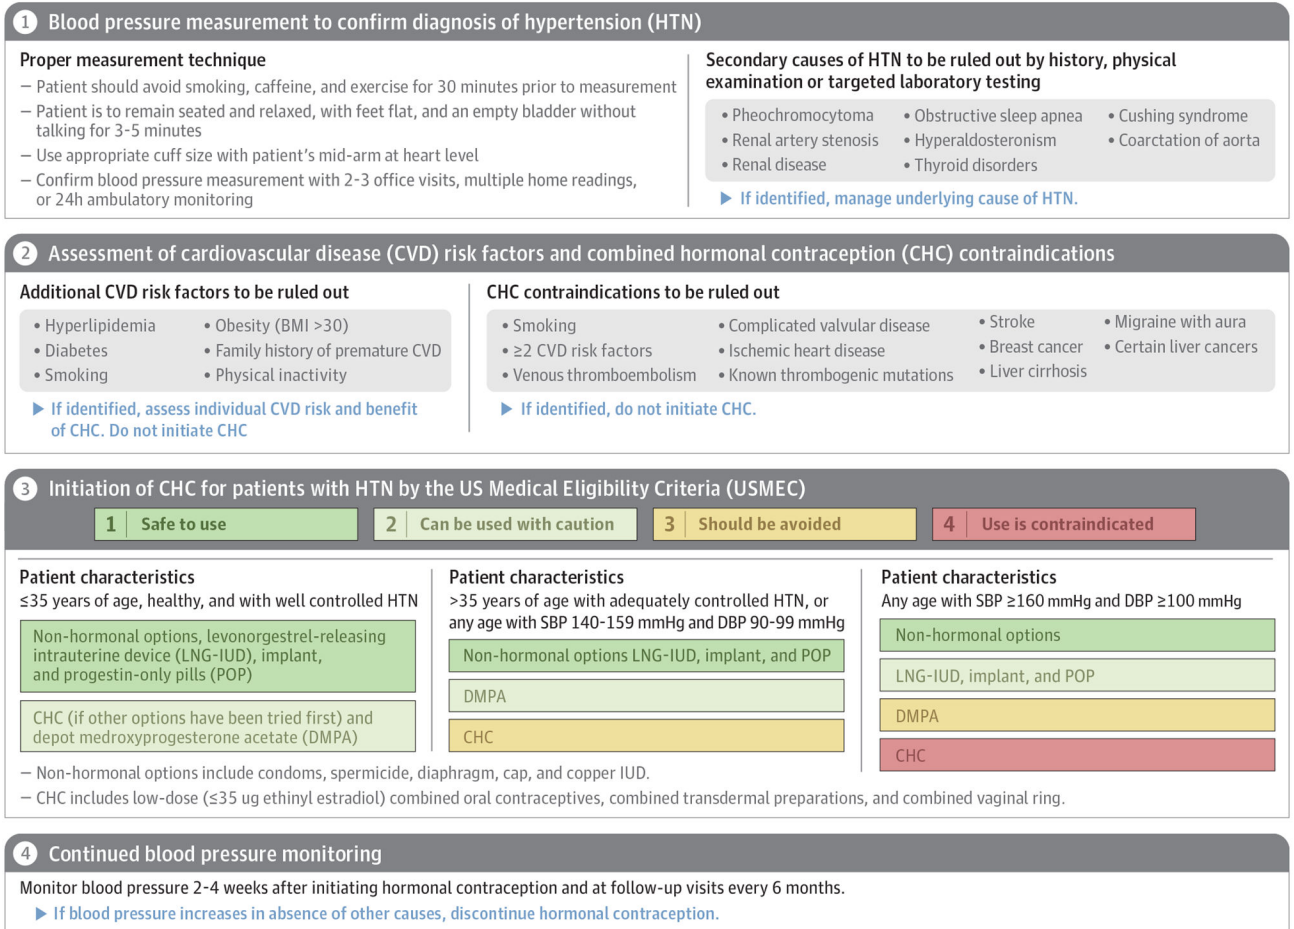 1 Blood pressure measurement to confirm diagnosis of hypertension (HTN)
Proper measurement technique
– Patient should avoid smoking, caffeine, and exercise for 30 minutes prior to measurement
– Patient is to remain seated and relaxed, with feet flat, and an empty bladder without
talking for 3-5 minutes
– Use appropriate cuff size with patient's mid-arm at heart level
– Confirm blood pressure measurement with 2-3 office visits, multiple home readings,
or 24h ambulatory monitoring
Secondary causes of HTN to be ruled out by history, physical
examination or targeted laboratory testing
• Pheochromocytoma
• Renal artery stenosis
• Renal disease
• Obstructive sleep apnea
• Hyperaldosteronism
• Thyroid disorders
• Cushing syndrome
• Coarctation of aorta
▶ If identified, manage underlying cause of HTN.
2 Assessment of cardiovascular disease (CVD) risk factors and combined hormonal contraception (CHC) contraindications
Additional CVD risk factors to be ruled out
• Hyperlipidemia
• Diabetes
• Smoking
• Obesity (BMI >30)
• Family history of premature CVD
• Physical inactivity
▶ If identified, assess individual CVD risk and benefit
of CHC. Do not initiate CHC
CHC contraindications to be ruled out
• Smoking
• ≥2 CVD risk factors
• Venous thromboembolism
• Complicated valvular disease
• Ischemic heart disease
• Known thrombogenic mutations
• Stroke
• Breast cancer
• Liver cirrhosis
• Migraine with aura
• Certain liver cancers
▶ If identified, do not initiate CHC.
3 Initiation of CHC for patients with HTN by the US Medical Eligibility Criteria (USMEC)
1 Safe to use
2 Can be used with caution
3 Should be avoided
4 Use is contraindicated
Patient characteristics
≤35 years of age, healthy, and with well controlled HTN
Non-hormonal options, levonorgestrel-releasing
intrauterine device (LNG-IUD), implant,
and progestin-only pills (POP)
CHC (if other options have been tried first) and
depot medroxyprogesterone acetate (DMPA)
Patient characteristics
>35 years of age with adequately controlled HTN, or
any age with SBP 140-159 mmHg and DBP 90-99 mmHg
Non-hormonal options LNG-IUD, implant, and POP
DMPA
CHC
Patient characteristics
Any age with SBP ≥160 mmHg and DBP ≥100 mmHg
Non-hormonal options
LNG-IUD, implant, and POP
DMPA
CHC
– Non-hormonal options include condoms, spermicide, diaphragm, cap, and copper IUD.
– CHC includes low-dose (≤35 ug ethinyl estradiol) combined oral contraceptives, combined transdermal preparations, and combined vaginal ring.
4 Continued blood pressure monitoring
Monitor blood pressure 2-4 weeks after initiating hormonal contraception and at follow-up visits every 6 months.
▶ If blood pressure increases in absence of other causes, discontinue hormonal contraception.